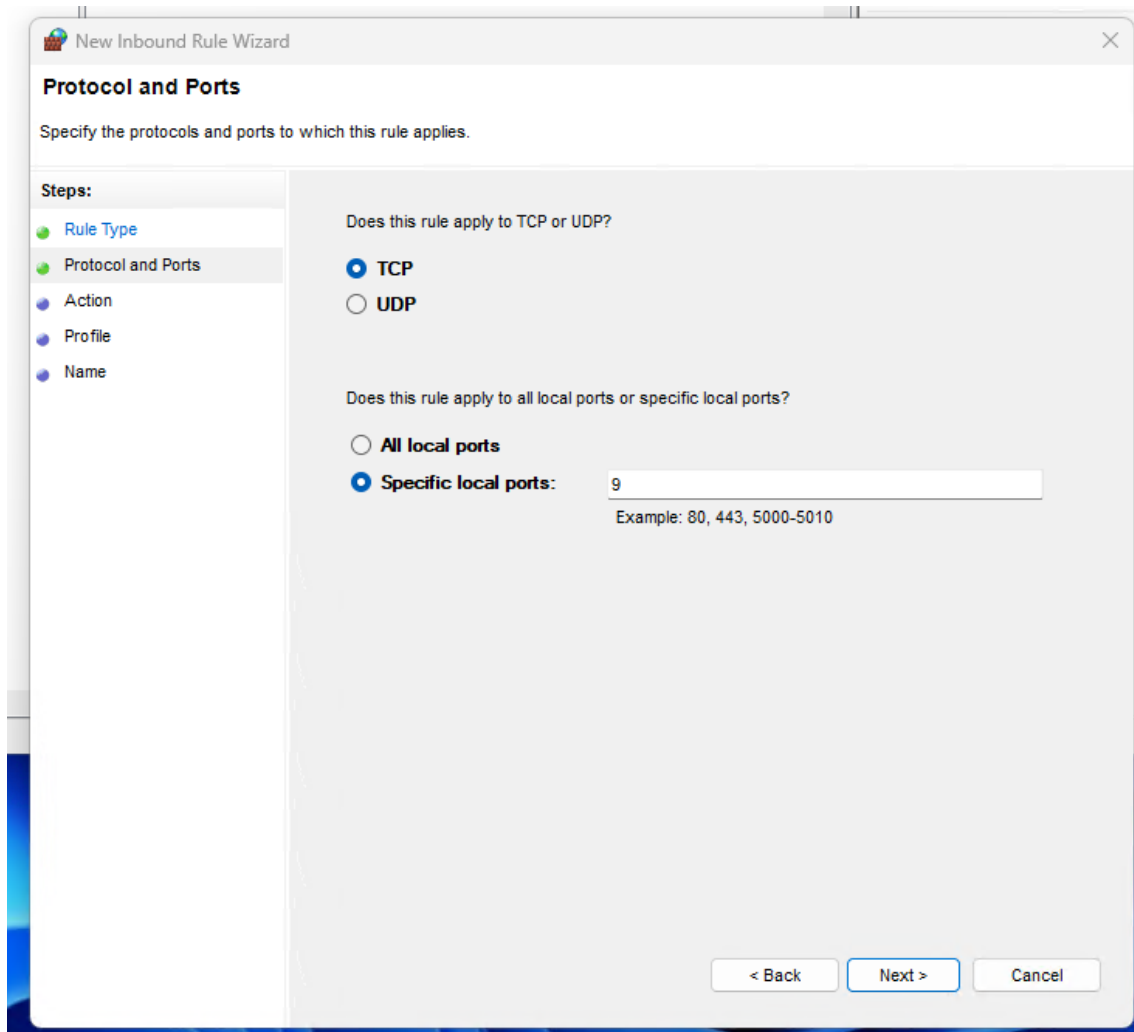 New Inbound Rule Wizard
Protocol and Ports
Specify the protocols and ports to which this rule applies.
Steps:
Rule Type
Protocol and Ports
Action
Profile
Name
Does this rule apply to TCP or UDP?
TCP
UDP
Does this rule apply to all local ports or specific local ports?
All local ports
Specific local ports:
9
Example: 80, 443, 5000-5010
< Back
Next >
Cancel